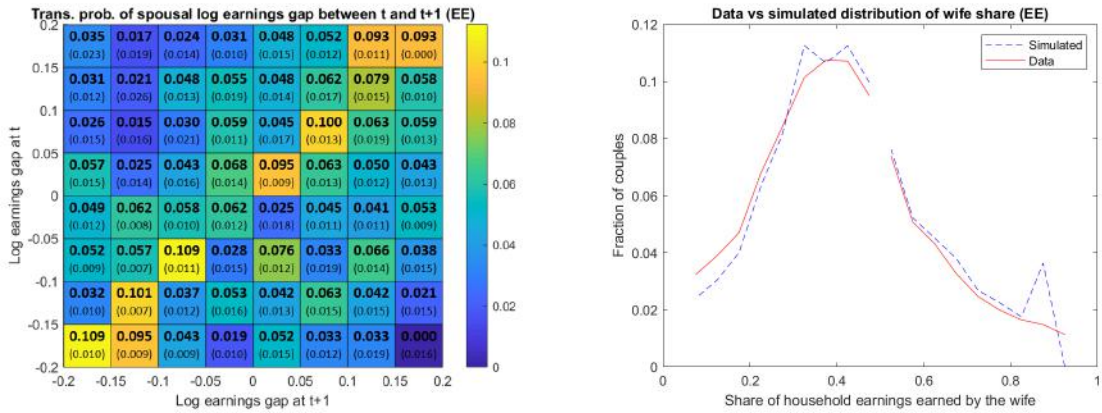 Trans. prob. of spousal log earnings gap between t and t+1 (EE)
0.2
0.15
0.1
0.05
0
-0.05
-0.1
-0.15
-0.2
Log earnings gap at t
0.035 0.017 0.024 0.031 0.048 0.052 0.093 0.093
(0.023) (0.019) (0.014) (0.010) (0.015) (0.012) (0.011) (0.000)
0.031 0.021 0.048 0.055 0.048 0.062 0.079 0.058
(0.012) (0.026) (0.013) (0.019) (0.014) (0.017) (0.015) (0.010)
0.026 0.015 0.030 0.059 0.045 0.100 0.063 0.059
(0.015) (0.016) (0.021) (0.011) (0.017) (0.013) (0.019) (0.013)
0.057 0.025 0.043 0.068 0.095 0.063 0.050 0.043
(0.015) (0.014) (0.016) (0.014) (0.009) (0.013) (0.012) (0.013)
0.049 0.062 0.058 0.062 0.025 0.045 0.041 0.053
(0.012) (0.008) (0.010) (0.012) (0.018) (0.011) (0.011) (0.009)
0.052 0.057 0.109 0.028 0.076 0.033 0.066 0.038
(0.009) (0.007) (0.011) (0.015) (0.012) (0.019) (0.014) (0.015)
0.032 0.101 0.037 0.053 0.042 0.063 0.042 0.021
(0.010) (0.007) (0.012) (0.016) (0.013) (0.015) (0.015) (0.015)
0.109 0.095 0.043 0.019 0.052 0.033 0.033 0.000
(0.010) (0.009) (0.009) (0.010) (0.015) (0.012) (0.019) (0.016)
-0.2 -0.15 -0.1 -0.05 0 0.05 0.1 0.15 0.2
Log earnings gap at t+1
0.1
0.08
0.06
0.04
0.02
0
Data vs simulated distribution of wife share (EE)
0.12
0.1
0.08
0.06
0.04
0.02
0
Fraction of couples
Simulated
Data
0 0.2 0.4 0.6 0.8 1
Share of household earnings earned by the wife